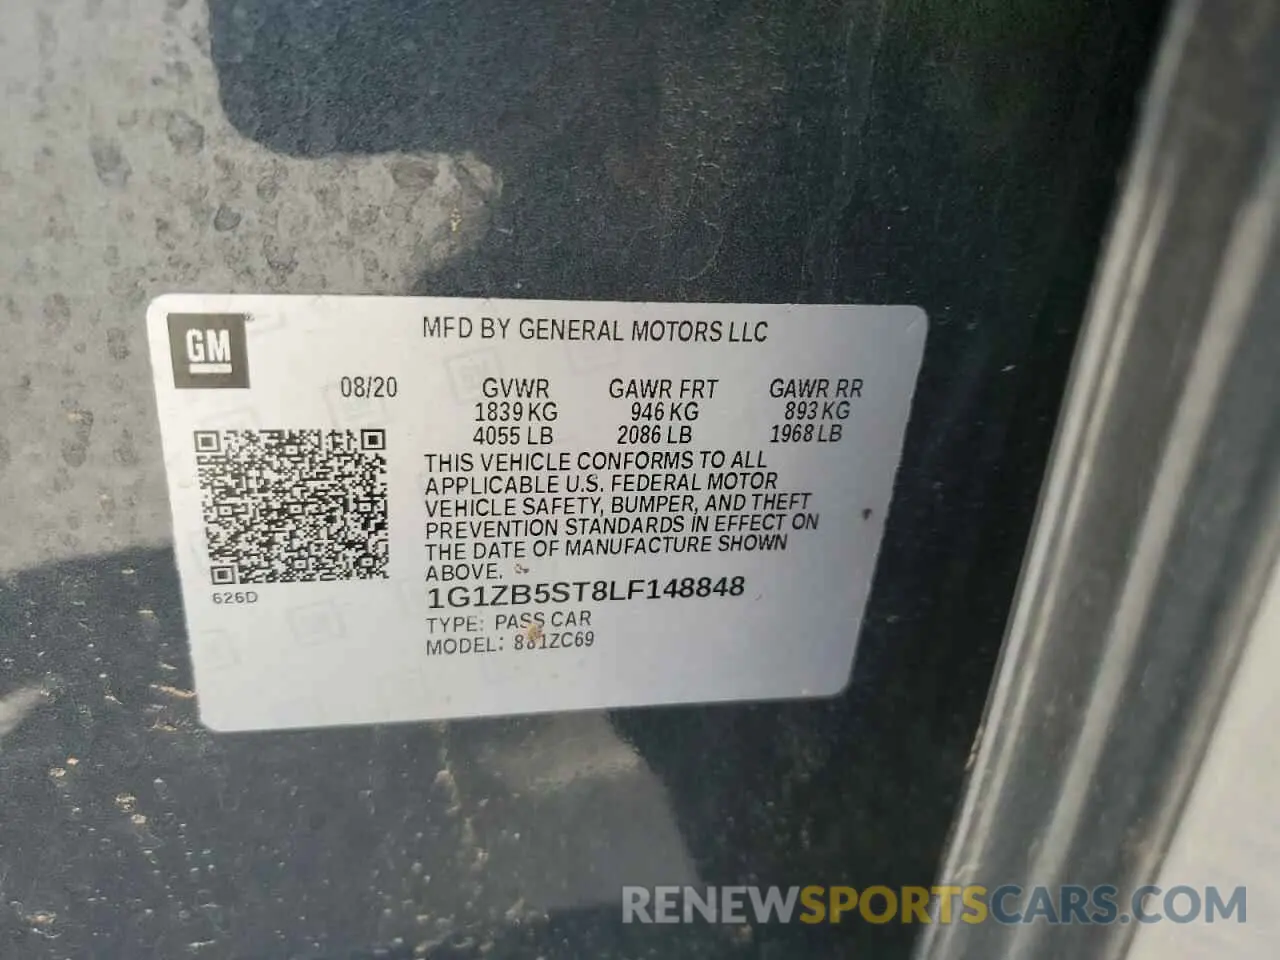 GM
MFD BY GENERAL MOTORS LLC
08/20 GVWR GAWR FRT GAWR RR
1839 KG 946 KG 893 KG
4055 LB 2086 LB 1968 LB
THIS VEHICLE CONFORMS TO ALL
APPLICABLE U.S. FEDERAL MOTOR
VEHICLE SAFETY, BUMPER, AND THEFT
PREVENTION STANDARDS IN EFFECT ON
THE DATE OF MANUFACTURE SHOWN
ABOVE.
626D
1G1ZB5ST8LF148848
TYPE: PASS CAR
MODEL:
RENEWSPORTSCARS.COM